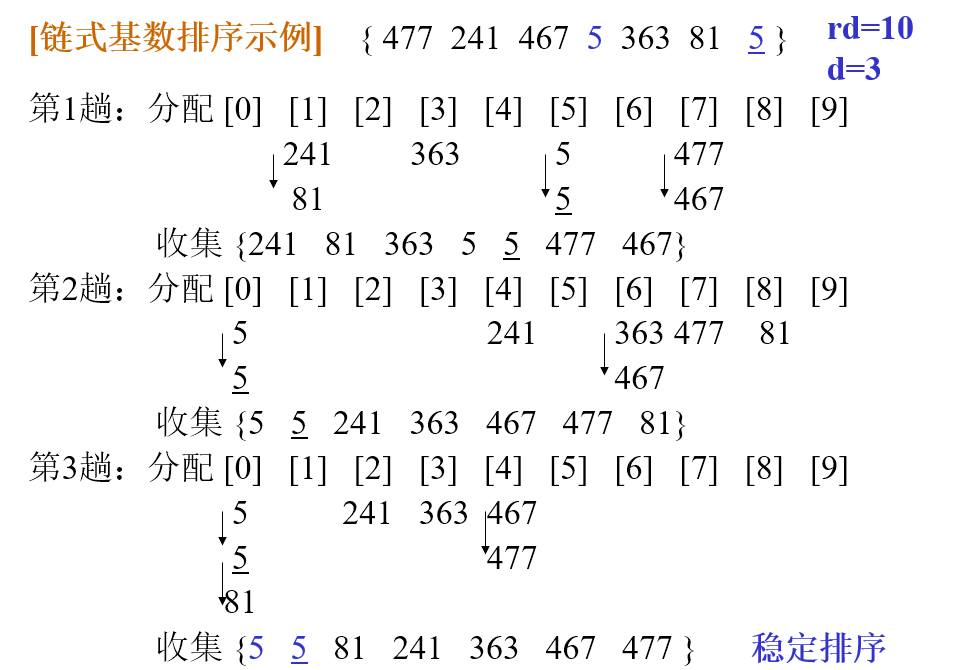 [链式基数排序示例] { 477 241 467 5 363 81 5 } rd=10
d=3
第1趟：分配 [0] [1] [2] [3] [4] [5] [6] [7] [8] [9]
241 363 5 477
81 5 467
收集 {241 81 363 5 5 477 467}
第2趟：分配 [0] [1] [2] [3] [4] [5] [6] [7] [8] [9]
5 241 363 477 81
5 467
收集 {5 5 241 363 467 477 81}
第3趟：分配 [0] [1] [2] [3] [4] [5] [6] [7] [8] [9]
5 241 363 467
5 477
81
收集 {5 5 81 241 363 467 477 } 稳定排序